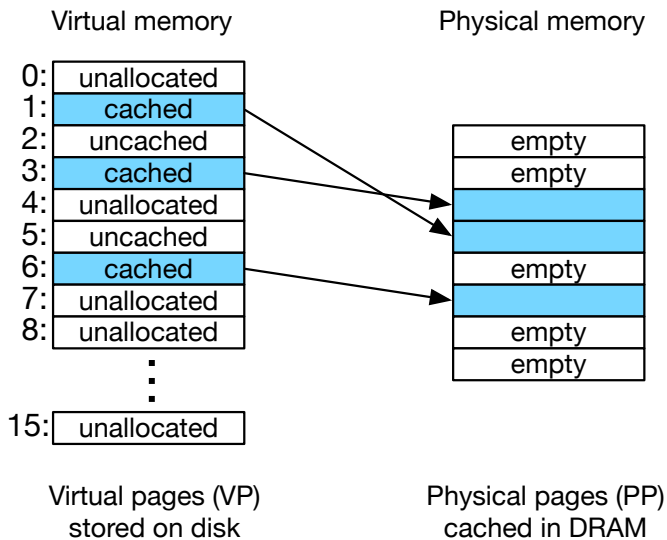 Virtual memory
Physical memory
0: unallocated
1: cached
2: uncached
3: cached
4: unallocated
5: uncached
6: cached
7: unallocated
8: unallocated
15: unallocated
empty
empty
empty
empty
empty
Virtual pages (VP)
stored on disk
Physical pages (PP)
cached in DRAM